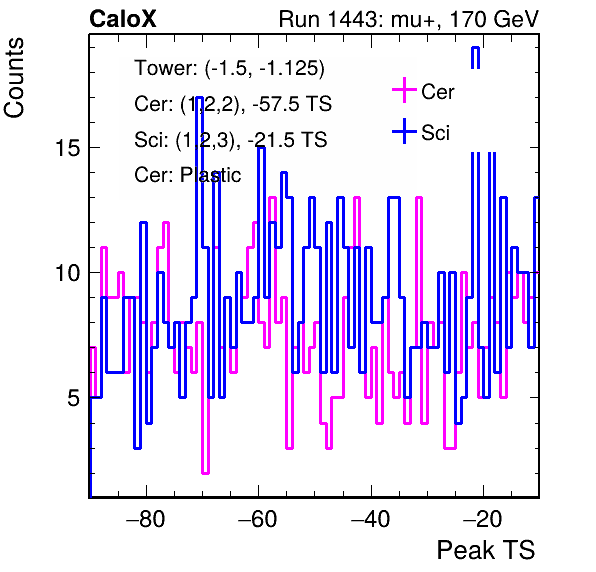 CaloX Run 1443: mu+, 170 GeV
Counts
Tower: (-1.5, -1.125)
Cer: (1,2,2), -57.5 TS
Sci: (1,2,3), -21.5 TS
Cer: Plastic
Cer
Sci
15
10
5
−80 −60 −40 −20
Peak TS